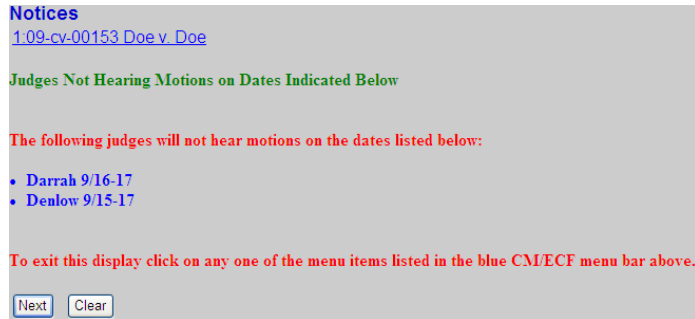 Notices
1:09-cv-00153 Doe v. Doe
Judges Not Hearing Motions on Dates Indicated Below
The following judges will not hear motions on the dates listed below:
• Darrah 9/16-17
• Denlow 9/15-17
To exit this display click on any one of the menu items listed in the blue CM/ECF menu bar above.
Next Clear